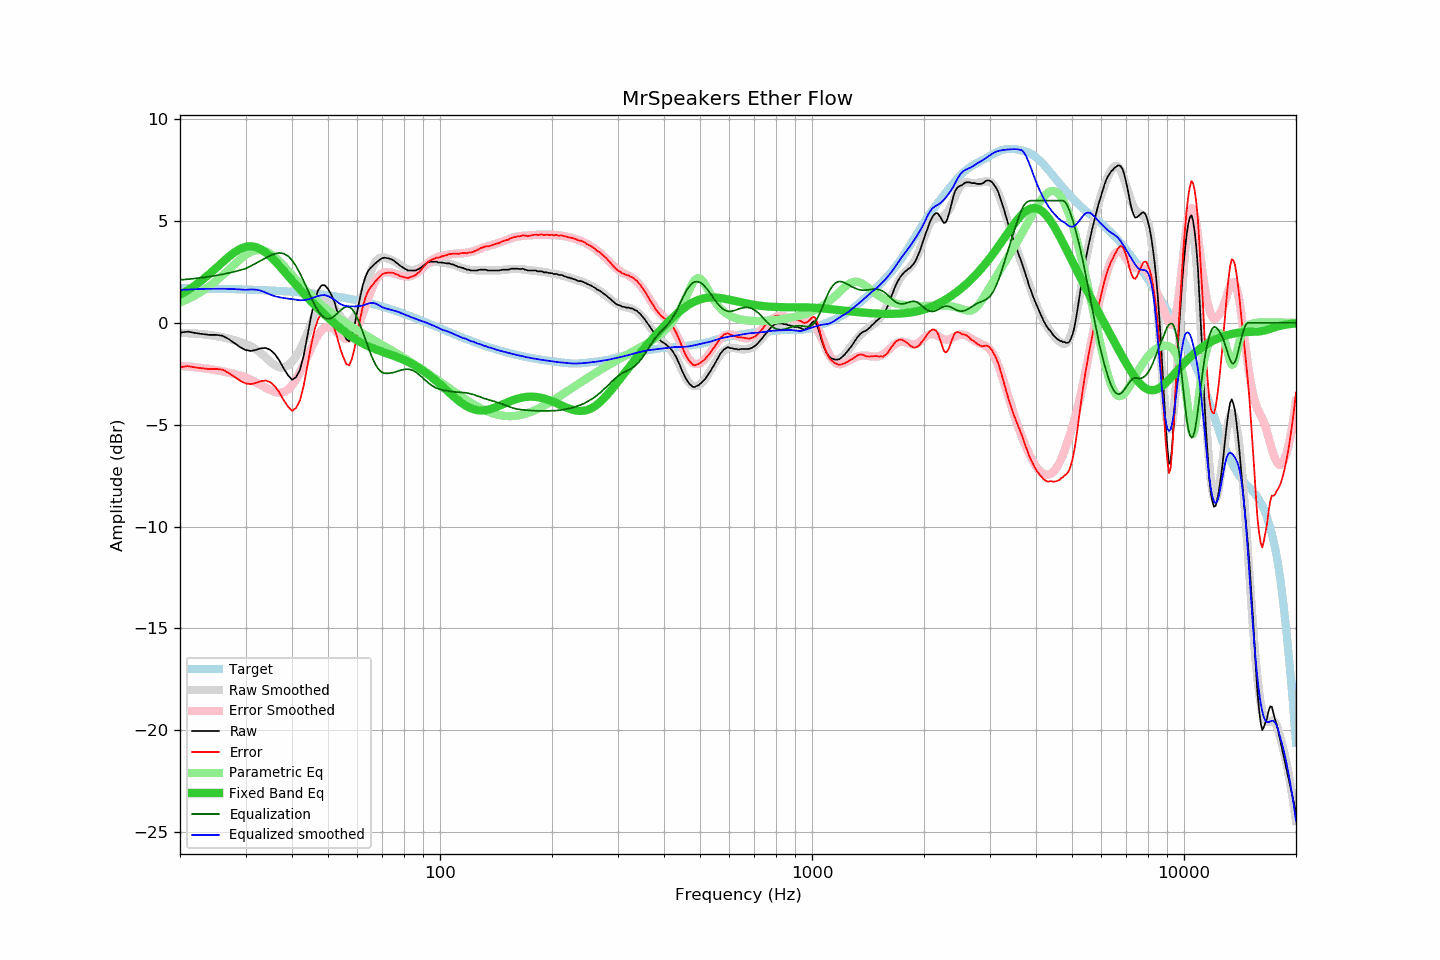 MrSpeakers Ether Flow
10
5
0
−5
−10
−15
−20
−25
Amplitude (dBr)
Target
Raw Smoothed
Error Smoothed
Raw
Error
Parametric Eq
Fixed Band Eq
Equalization
Equalized smoothed
100 1000 10000
Frequency (Hz)